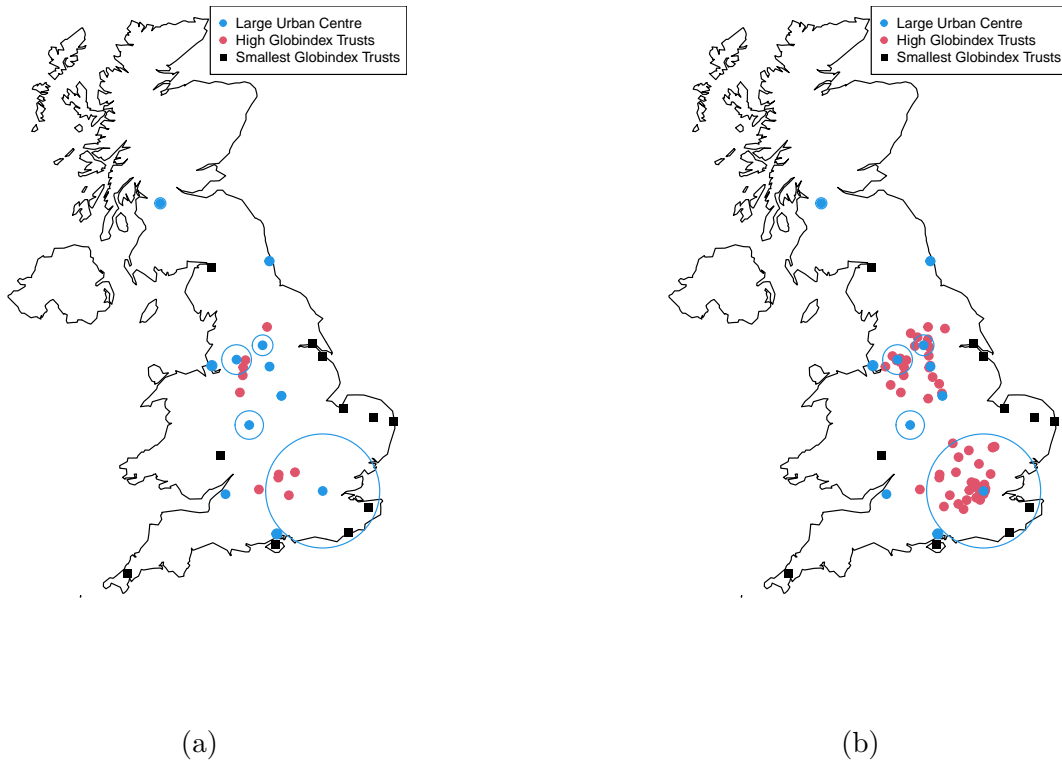 Large Urban Centre
High Globindex Trusts
Smallest Globindex Trusts
Large Urban Centre
High Globindex Trusts
Smallest Globindex Trusts
(a)
(b)